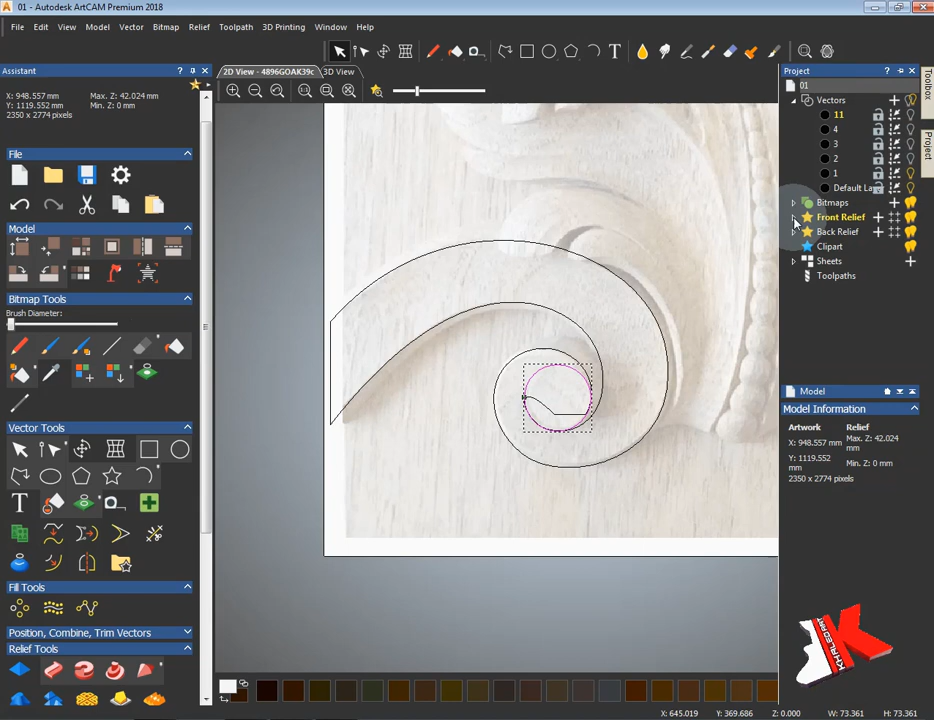 01 - Autodesk ArtCAM Premium 2018
File Edit View Model Vector Bitmap Relief Toolpath 3D Printing Window Help
Assistant
X: 948.557 mm Max. Z: 42.024
Y: 1119.552 mm Min. Z: 0 mm
2350 x 2774 pixels
File
Model
Bitmap Tools
Brush Diameter:
Vector Tools
Fill Tools
Position, Combine, Trim Vectors
Relief Tools
2D View - 4896GOAK39c 3D View
Project
01
Vectors
11
4
3
2
1
Default La
Bitmaps
Front Relief
Back Relief
Clipart
Sheets
Toolpaths
Toolbox
Project
Model
Model Information
Artwork Relief
X: 948.557 Max. Z: 42.024
mm mm
Y: 1119.552 Min. Z: 0 mm
mm
2350 x 2774 pixels
KHALED ART
X: 645.019 Y: 369.686 Z: 0.000 W: 73.361 H: 73.361